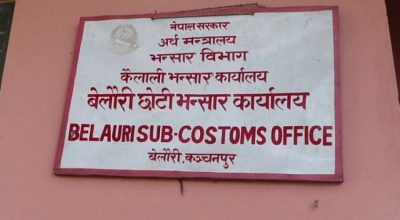 नेपाल सरकार
अर्थ मन्त्रालय
भन्सार विभाग
कैलाली भन्सार कार्यालय
बेलौरी छोटी भन्सार कार्यालय
BELAURI SUB-COSTOMS OFFICE
बेलौरी, कञ्चनपुर